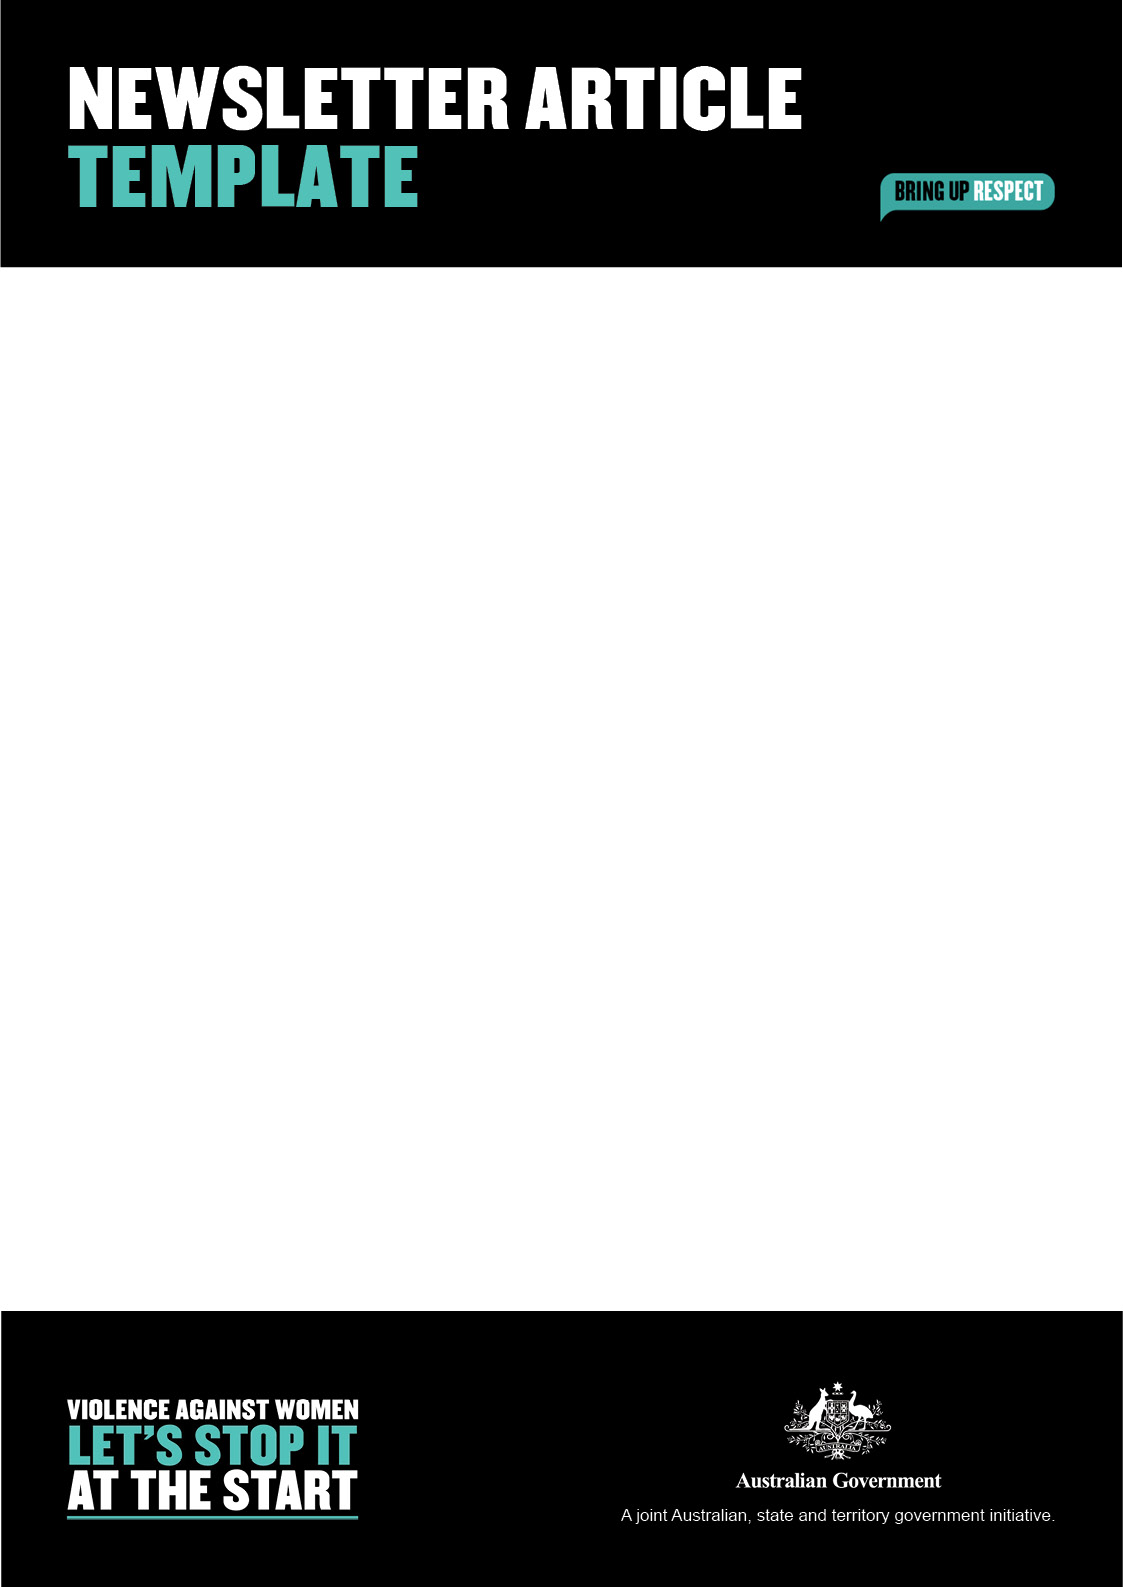 NEWSLETTER ARTICLE
TEMPLATE
BRING UP RESPECT
VIOLENCE AGAINST WOMEN
LET'S STOP IT
AT THE START
AUSTRALIA
Australian Government
A joint Australian, state and territory government initiative.